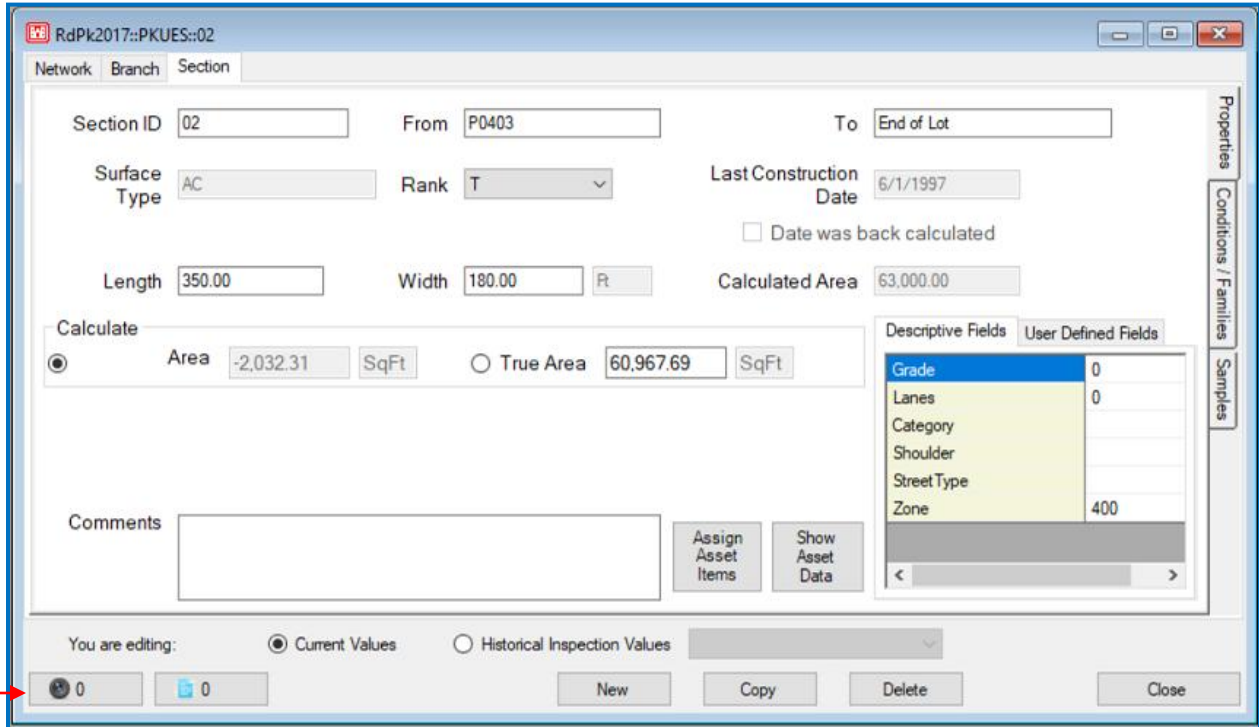 RdPk2017::PKUES::02
Network Branch Section
Section ID 02 From P0403 To End of Lot
Surface Type AC Rank T Last Construction Date 6/1/1997
Date was back calculated
Length 350.00 Width 180.00 Ft Calculated Area 63,000.00
Calculate
Area -2,032.31 SqFt True Area 60,967.69 SqFt
Descriptive Fields User Defined Fields
Grade 0
Lanes 0
Category
Shoulder
StreetType
Zone 400
Comments
Assign Asset Items
Show Asset Data
Properties
Conditions / Families
Samples
You are editing: Current Values Historical Inspection Values
0 0 New Copy Delete Close